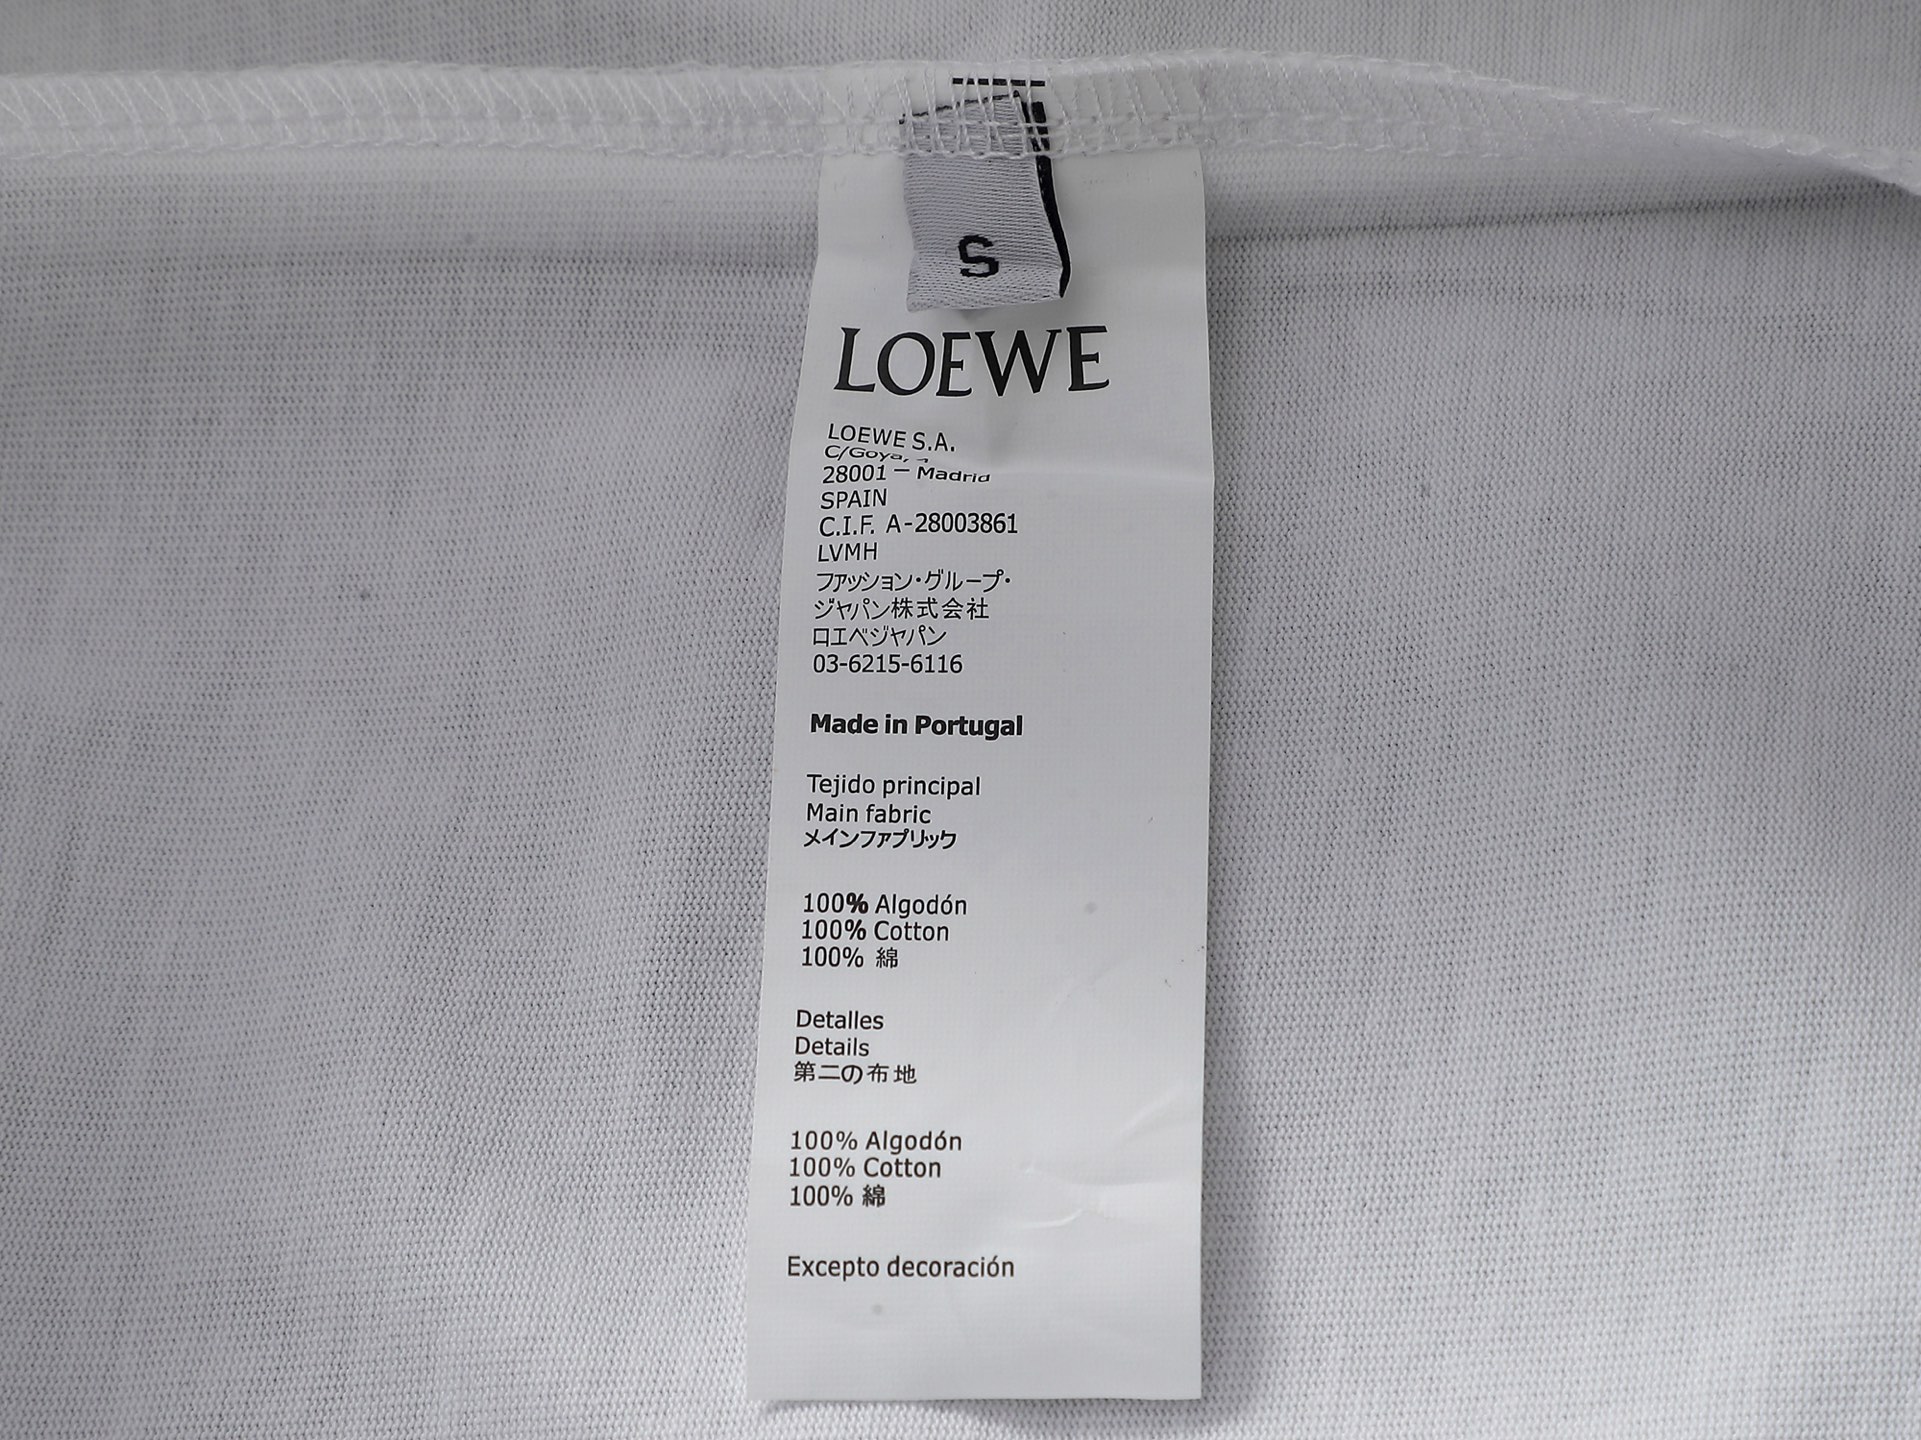 S
LOEWE
LOEWE S.A.
C/Goya,
28001 – Madrid
SPAIN
C.I.F. A-28003861
LVMH
ファッション・グループ・
ジャパン株式会社
ロエベジャパン
03-6215-6116
Made in Portugal
Tejido principal
Main fabric
メインファブリック
100% Algodón
100% Cotton
100% 綿
Detalles
Details
第二の布地
100% Algodón
100% Cotton
100% 綿
Excepto decoración